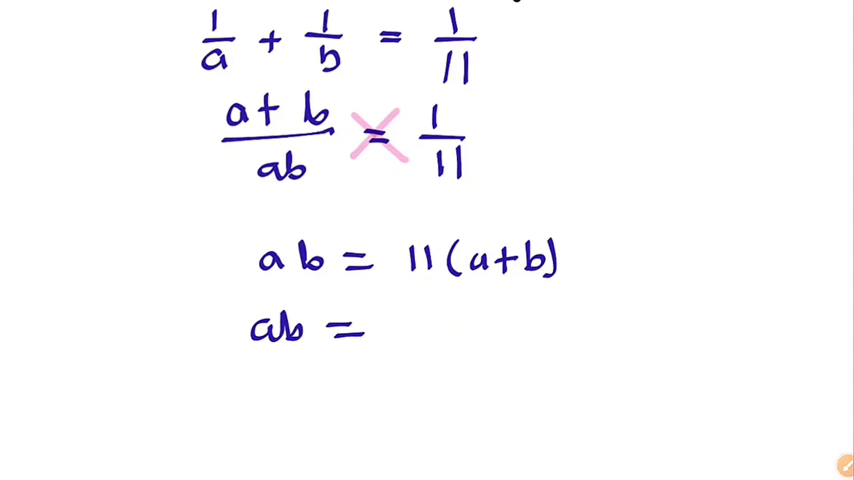 1/a + 1/b = 1/11
a+ b/ab = 1/11
ab = 11(a+b)
ab =